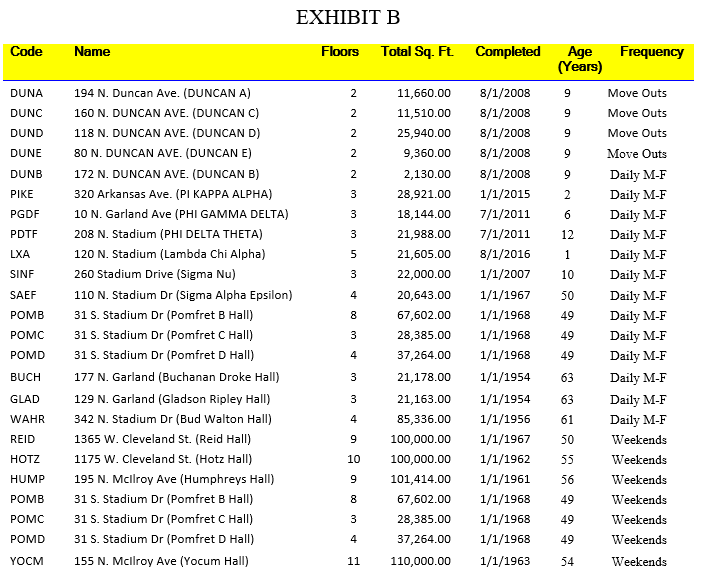 EXHIBIT B
Code Name Floors Total Sq. Ft. Completed Age (Years) Frequency
DUNA 194 N. Duncan Ave. (DUNCAN A) 2 11,660.00 8/1/2008 9 Move Outs
DUNC 160 N. DUNCAN AVE. (DUNCAN C) 2 11,510.00 8/1/2008 9 Move Outs
DUND 118 N. DUNCAN AVE. (DUNCAN D) 2 25,940.00 8/1/2008 9 Move Outs
DUNE 80 N. DUNCAN AVE. (DUNCAN E) 2 9,360.00 8/1/2008 9 Move Outs
DUNB 172 N. DUNCAN AVE. (DUNCAN B) 2 2,130.00 8/1/2008 9 Daily M-F
PIKE 320 Arkansas Ave. (PI KAPPA ALPHA) 3 28,921.00 1/1/2015 2 Daily M-F
PGDF 10 N. Garland Ave (PHI GAMMA DELTA) 3 18,144.00 7/1/2011 6 Daily M-F
PDTF 208 N. Stadium (PHI DELTA THETA) 3 21,988.00 7/1/2011 12 Daily M-F
LXA 120 N. Stadium (Lambda Chi Alpha) 5 21,605.00 8/1/2016 1 Daily M-F
SINF 260 Stadium Drive (Sigma Nu) 3 22,000.00 1/1/2007 10 Daily M-F
SAEF 110 N. Stadium Dr (Sigma Alpha Epsilon) 4 20,643.00 1/1/1967 50 Daily M-F
POMB 31 S. Stadium Dr (Pomfret B Hall) 8 67,602.00 1/1/1968 49 Daily M-F
POMC 31 S. Stadium Dr (Pomfret C Hall) 3 28,385.00 1/1/1968 49 Daily M-F
POMD 31 S. Stadium Dr (Pomfret D Hall) 4 37,264.00 1/1/1968 49 Daily M-F
BUCH 177 N. Garland (Buchanan Droke Hall) 3 21,178.00 1/1/1954 63 Daily M-F
GLAD 129 N. Garland (Gladson Ripley Hall) 3 21,163.00 1/1/1954 63 Daily M-F
WAHR 342 N. Stadium Dr (Bud Walton Hall) 4 85,336.00 1/1/1956 61 Daily M-F
REID 1365 W. Cleveland St. (Reid Hall) 9 100,000.00 1/1/1967 50 Weekends
HOTZ 1175 W. Cleveland St. (Hotz Hall) 10 100,000.00 1/1/1962 55 Weekends
HUMP 195 N. McIlroy Ave (Humphreys Hall) 9 101,414.00 1/1/1961 56 Weekends
POMB 31 S. Stadium Dr (Pomfret B Hall) 8 67,602.00 1/1/1968 49 Weekends
POMC 31 S. Stadium Dr (Pomfret C Hall) 3 28,385.00 1/1/1968 49 Weekends
POMD 31 S. Stadium Dr (Pomfret D Hall) 4 37,264.00 1/1/1968 49 Weekends
YOCM 155 N. McIlroy Ave (Yocum Hall) 11 110,000.00 1/1/1963 54 Weekends